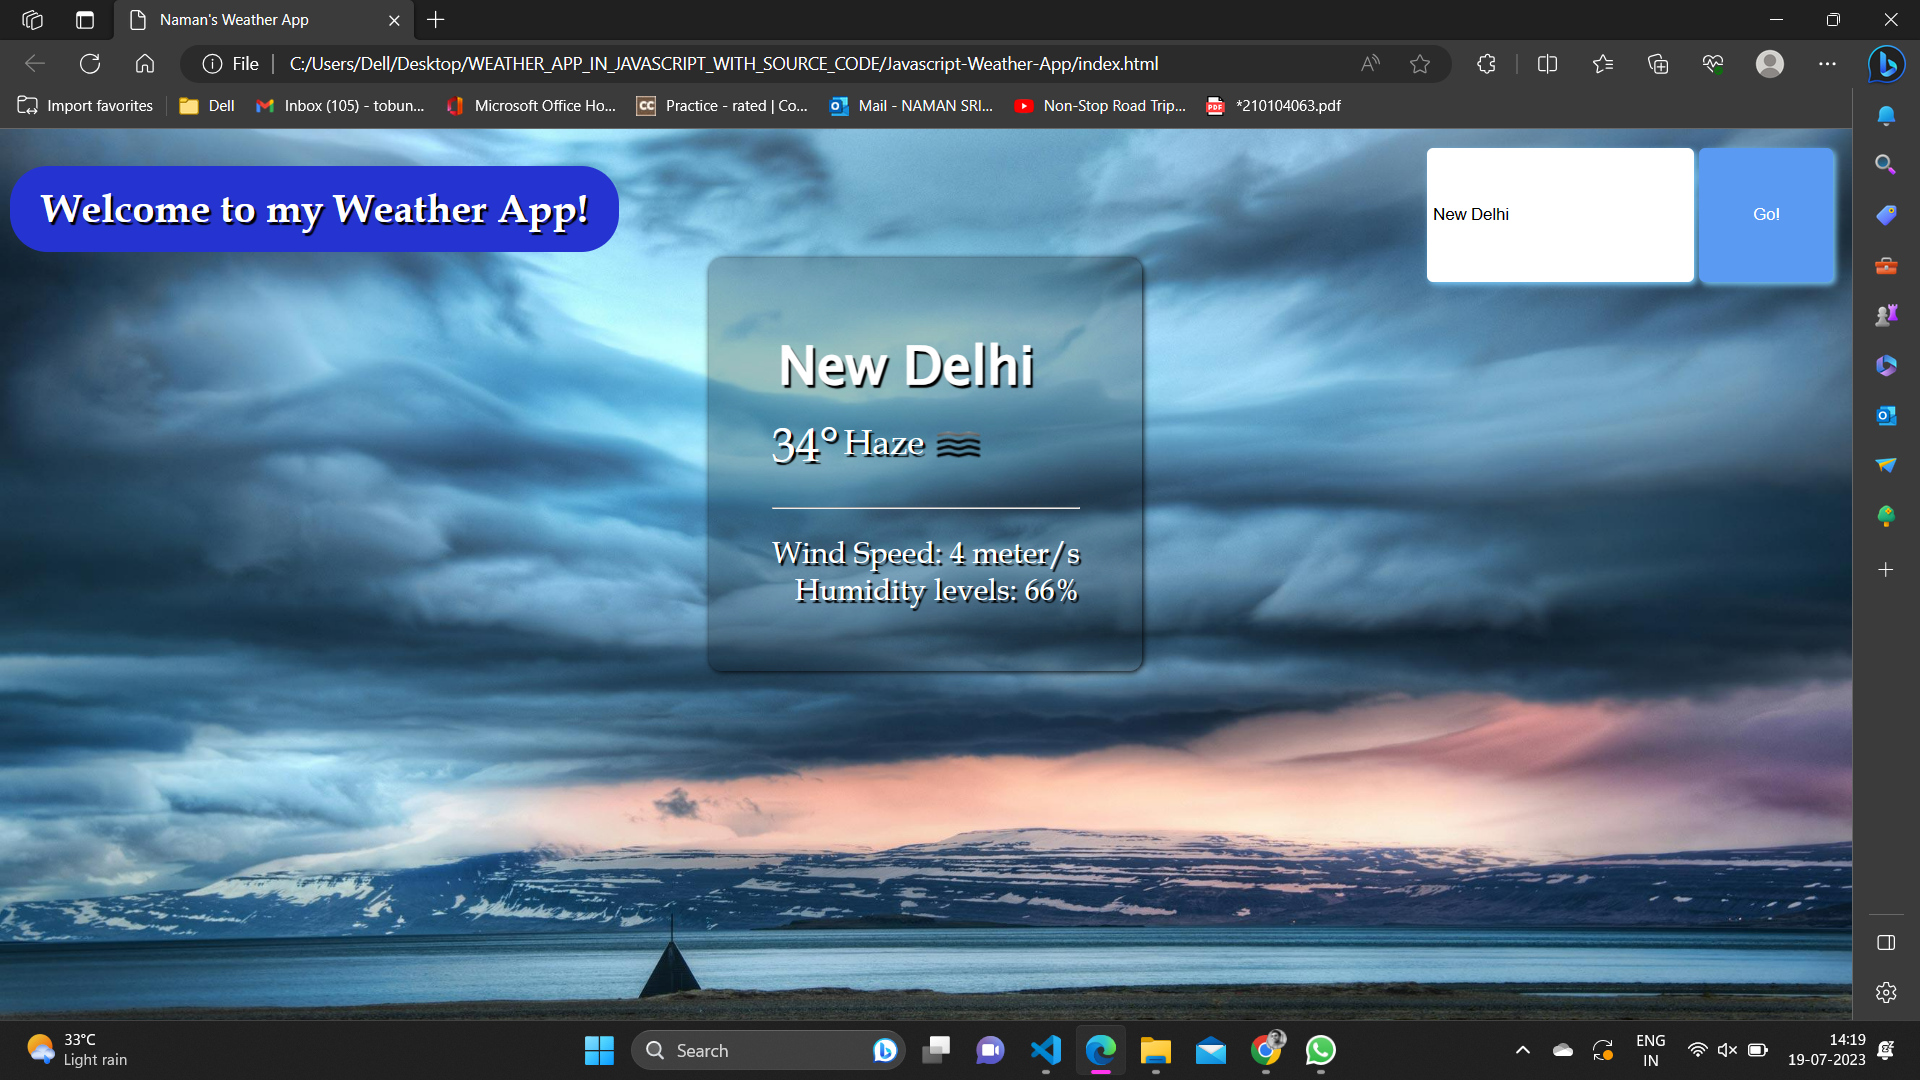 Naman's Weather App
File
C:/Users/Dell/Desktop/WEATHER_APP_IN_JAVASCRIPT_WITH_SOURCE_CODE/Javascript-Weather-App/index.html
Import favorites
Dell
Inbox (105) - tobun...
Microsoft Office Ho...
CC
Practice - rated | Co...
Mail - NAMAN SRI...
Non-Stop Road Trip...
PDF
*210104063.pdf
Welcome to my Weather App!
New Delhi
Go!
New Delhi
34° Haze
Wind Speed: 4 meter/s
Humidity levels: 66%
33°C
Light rain
Search
ENG
IN
14:19
19-07-2023